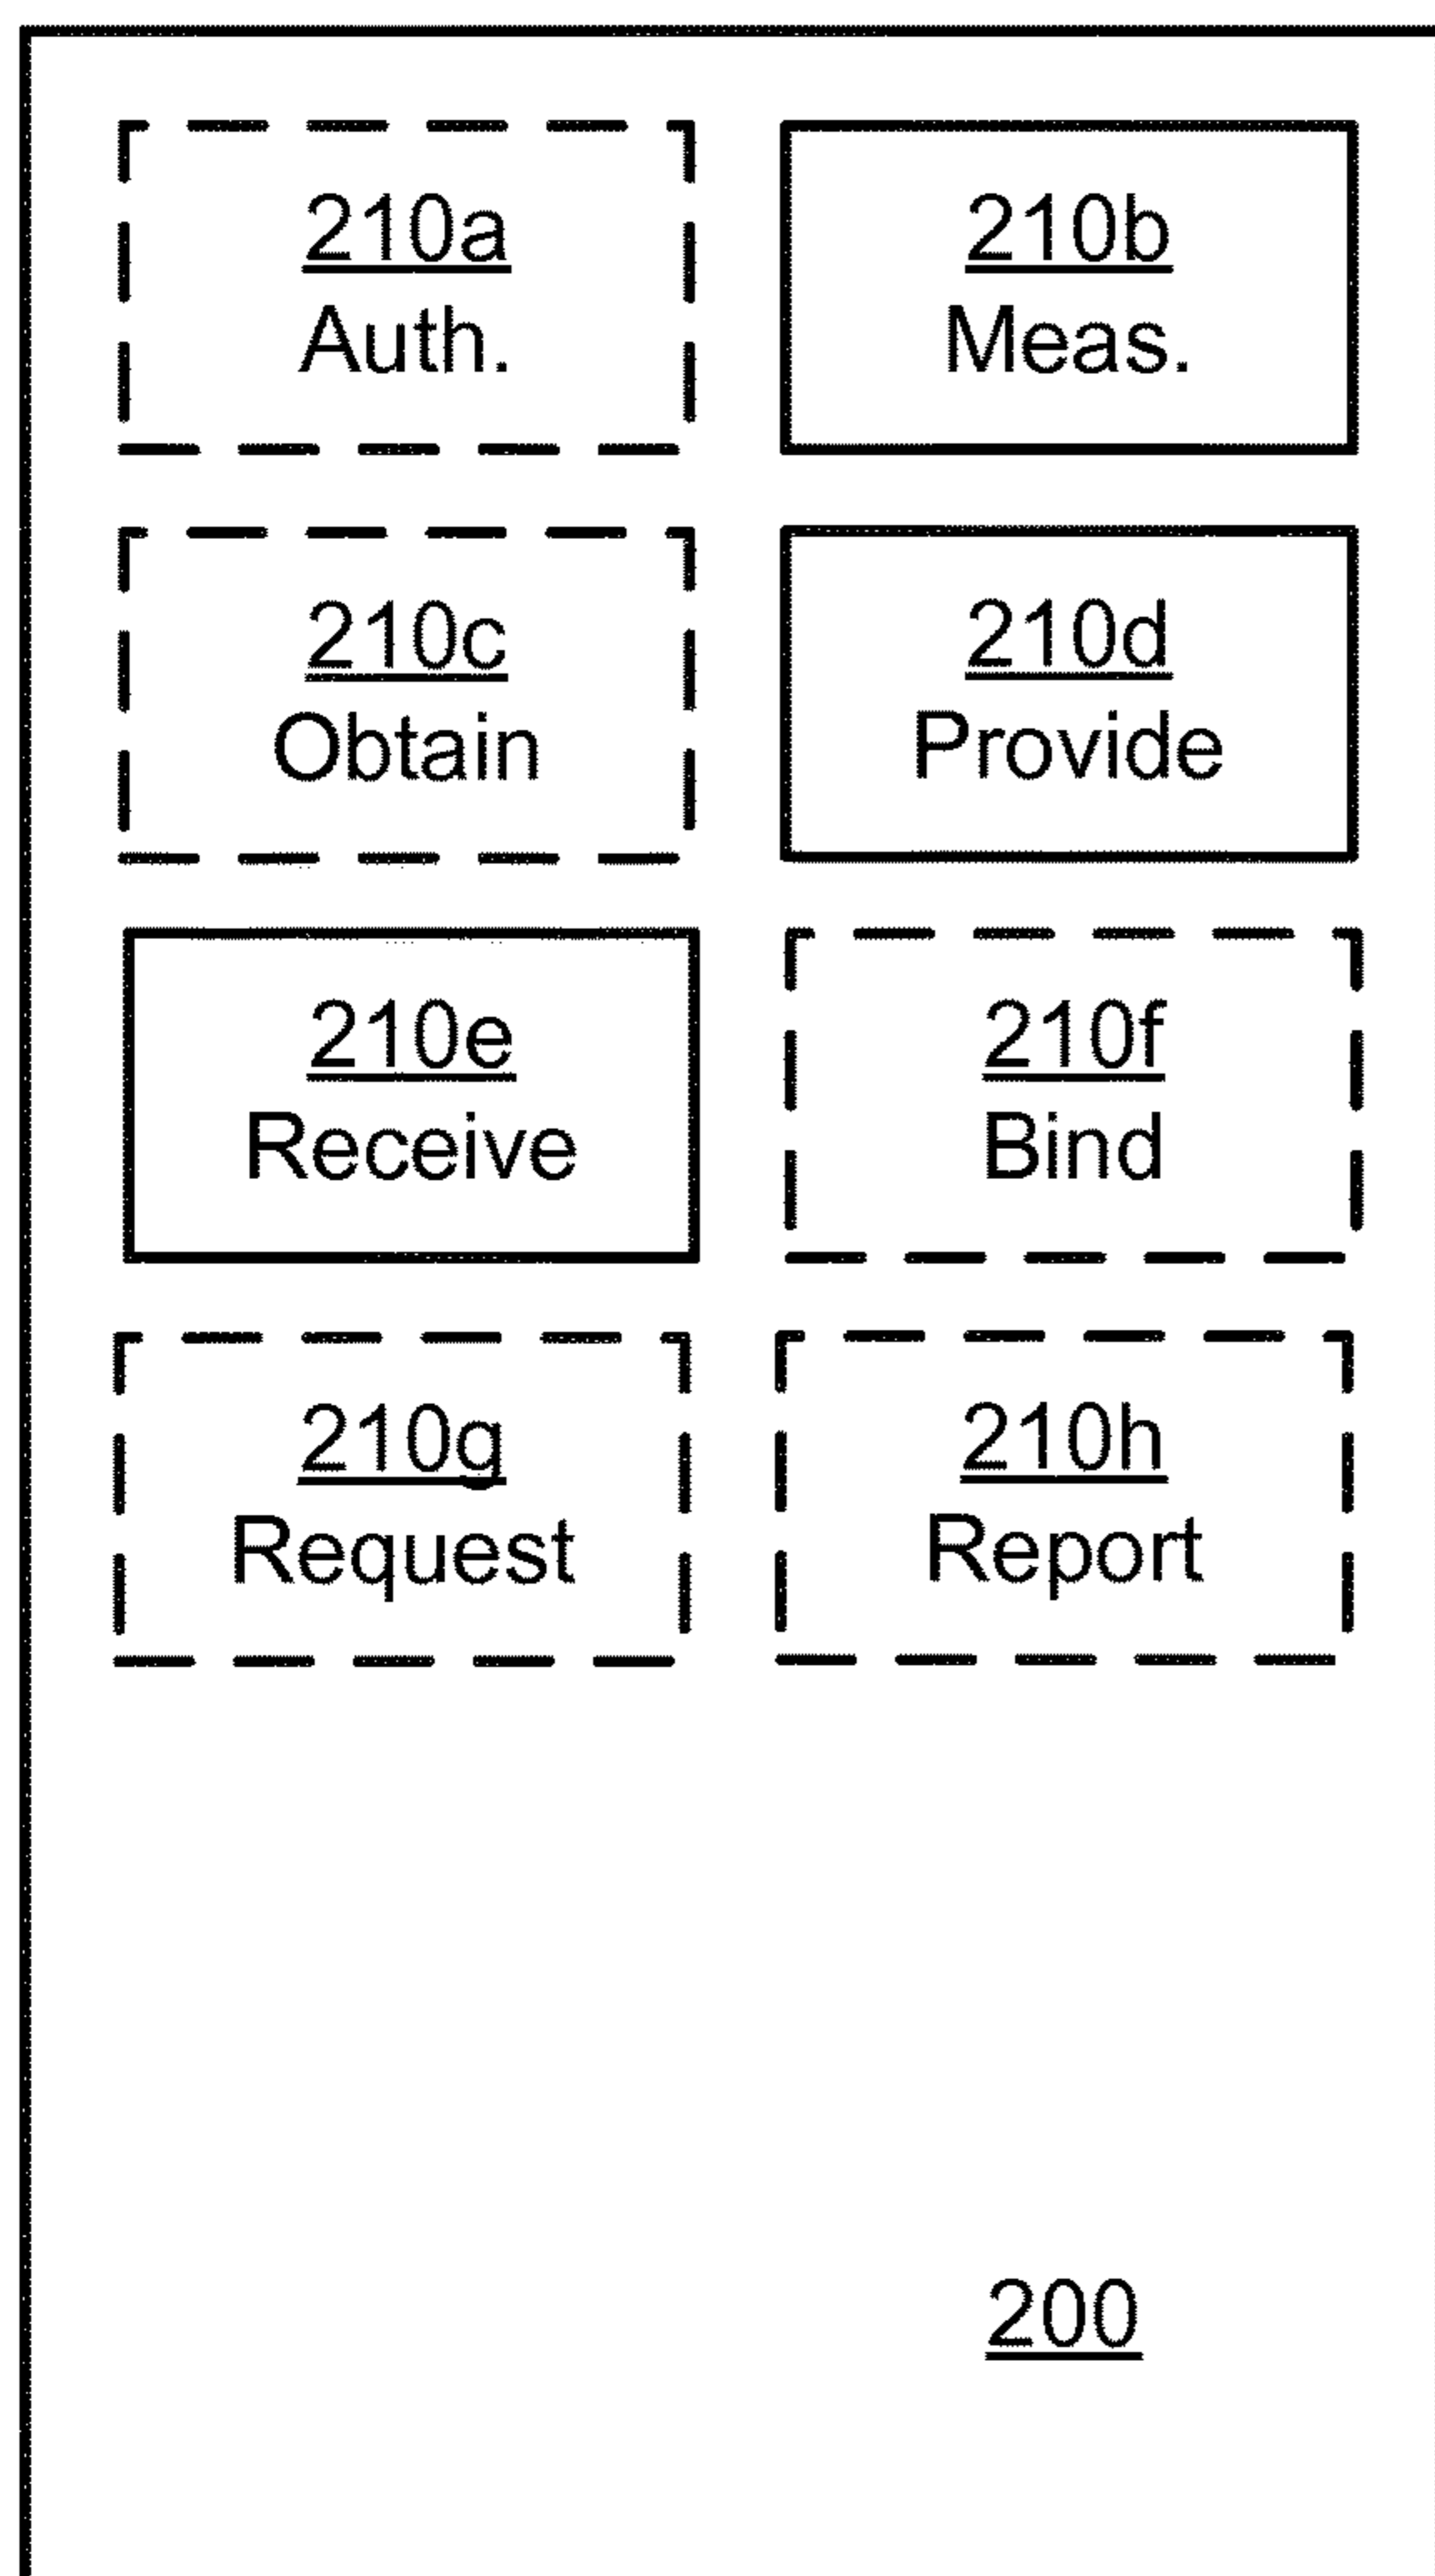 210a
Auth.
210b
Meas.
210c
Obtain
210d
Provide
210e
Receive
210f
Bind
210g
Request
210h
Report
200